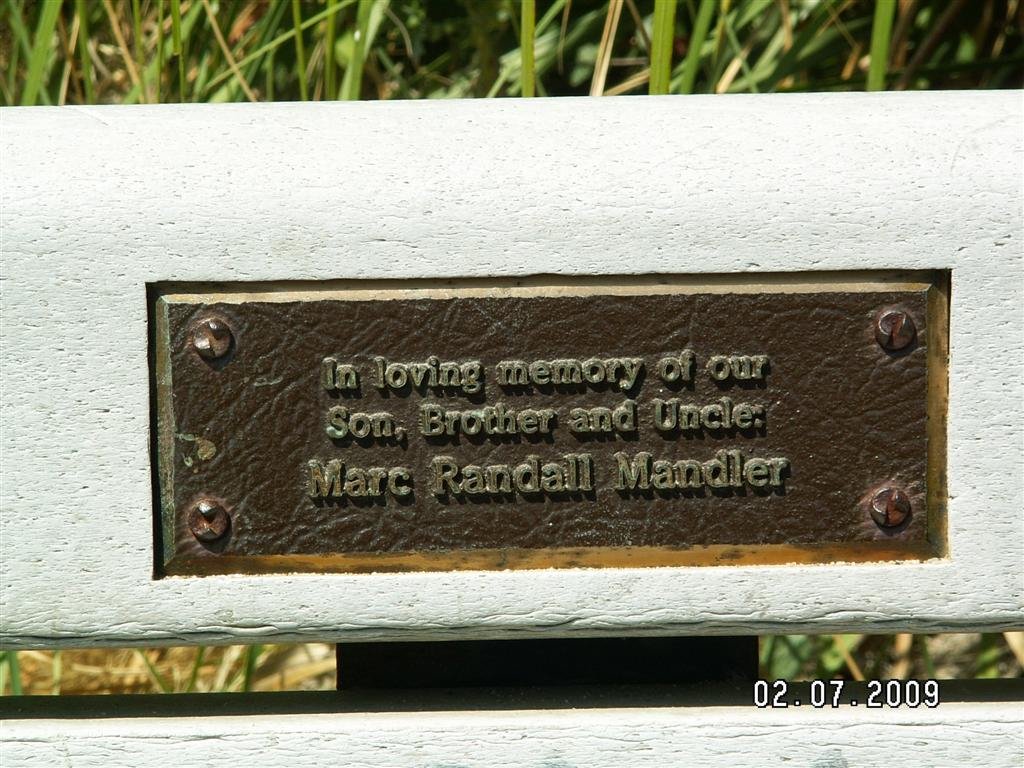 In loving memory of our
Son, Brother and Uncle:
Marc Randall Mandler
02.07.2009